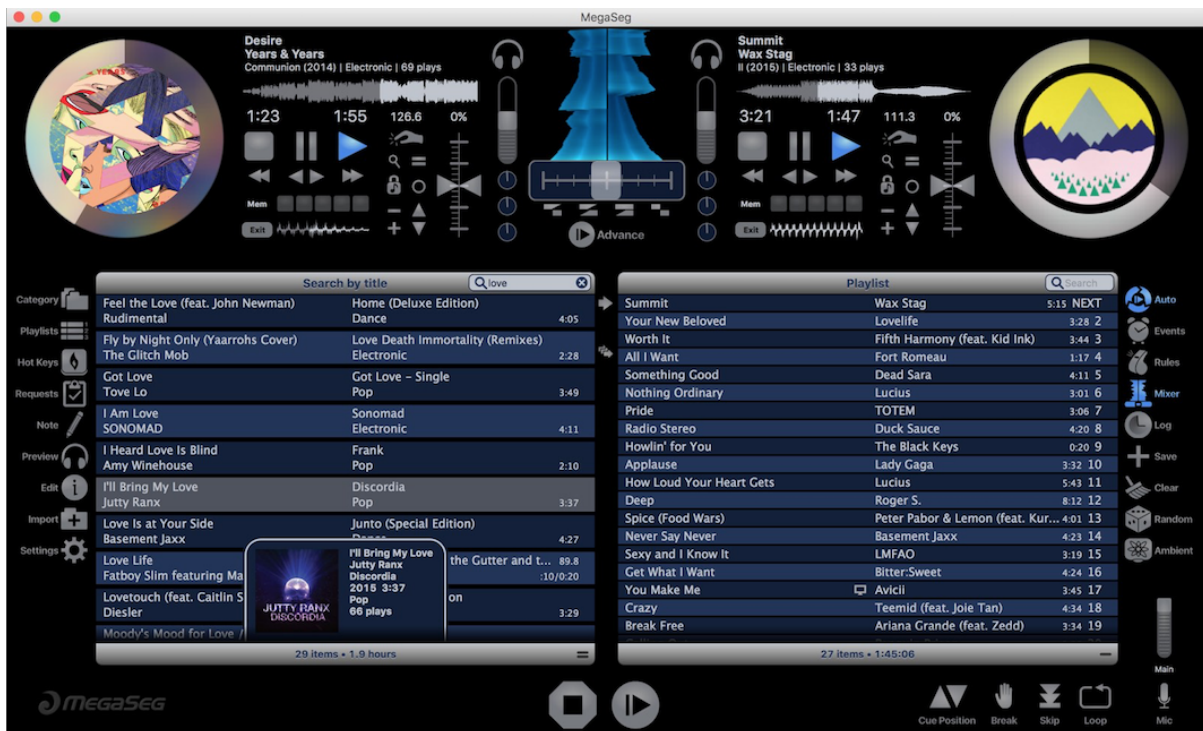 MegaSeg
Desire
Years & Years
Communion (2014) | Electronic | 69 plays
1:23 1:55 126.6 0%
Mem
Exit
Summit
Wax Stag
II (2015) | Electronic | 33 plays
3:21 1:47 111.3 0%
Mem
Exit
Advance
Category
Playlists
Hot Keys
Requests
Note
Preview
Edit
Import
Settings
Search by title love
Feel the Love (feat. John Newman) Home (Deluxe Edition)
Rudimental Dance 4:05
Fly by Night Only (Yaarrohs Cover) Love Death Immortality (Remixes)
The Glitch Mob Electronic 2:28
Got Love Got Love – Single
Tove Lo Pop 3:49
I Am Love Sonomad
SONOMAD Electronic 4:11
I Heard Love Is Blind Frank
Amy Winehouse Pop 2:10
I'll Bring My Love Discordia
Jutty Ranx Pop 3:37
Love Is at Your Side Junto (Special Edition)
Basement Jaxx 4:27
Love Life the Gutter and t... 89.8
Fatboy Slim featuring Ma :10/0:20
Lovetouch (feat. Caitlin S on
Diesler 3:29
Moody's Mood for Love /
JUTTY RANX
DISCORDIA
I'll Bring My Love
Jutty Ranx
Discordia
2015 3:37
Pop
66 plays
29 items • 1.9 hours
Playlist Search
Summit Wax Stag 5:15 NEXT
Your New Beloved Lovelife 3:28 2
Worth It Fifth Harmony (feat. Kid Ink) 3:44 3
All I Want Fort Romeau 1:17 4
Something Good Dead Sara 4:11 5
Nothing Ordinary Lucius 3:01 6
Pride TOTEM 3:06 7
Radio Stereo Duck Sauce 4:20 8
Howlin' for You The Black Keys 0:20 9
Applause Lady Gaga 3:32 10
How Loud Your Heart Gets Lucius 5:43 11
Deep Roger S. 8:12 12
Spice (Food Wars) Peter Pabor & Lemon (feat. Kur... 4:01 13
Never Say Never Basement Jaxx 4:23 14
Sexy and I Know It LMFAO 3:19 15
Get What I Want Bitter:Sweet 4:24 16
You Make Me Avicii 3:45 17
Crazy Teemid (feat. Joie Tan) 4:34 18
Break Free Ariana Grande (feat. Zedd) 3:34 19
27 items • 1:45:06
Auto
Events
Rules
Mixer
Log
Save
Clear
Random
Ambient
Main
MEGASEG
Cue Position Break Skip Loop Mic